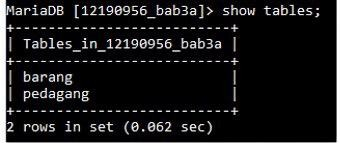 MariaDB [12190956_bab3a]> show tables;
+--------------------------+
| Tables_in_12190956_bab3a |
+--------------------------+
| barang                   |
| pedagang                 |
+--------------------------+
2 rows in set (0.062 sec)